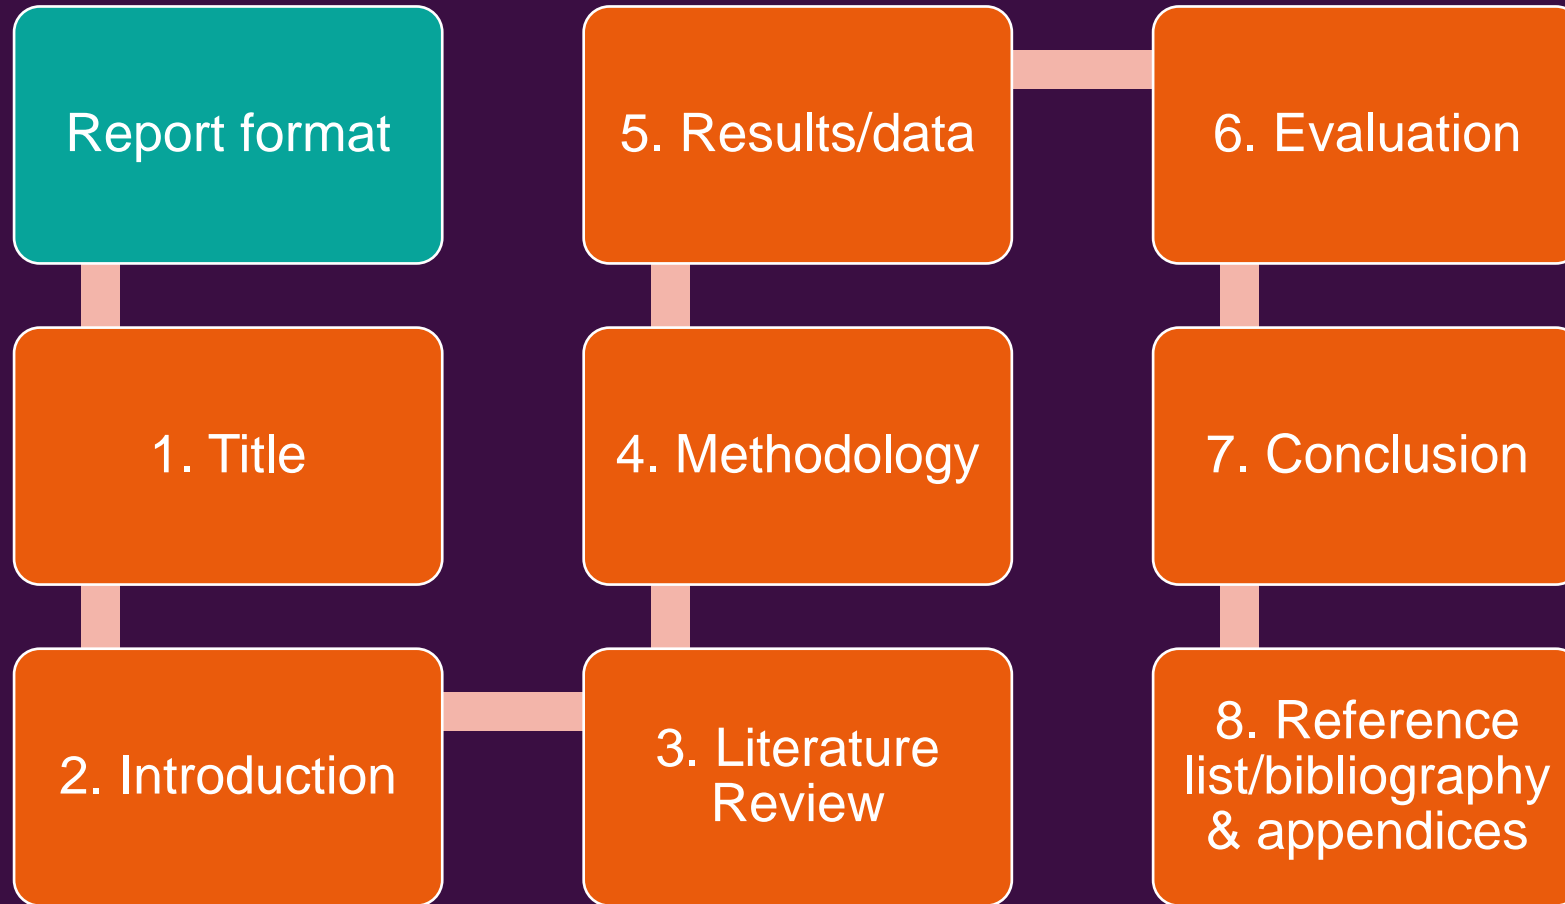 Report format
1. Title
2. Introduction
3. Literature
Review
4. Methodology
5. Results/data
6. Evaluation
7. Conclusion
8. Reference
list/bibliography
& appendices